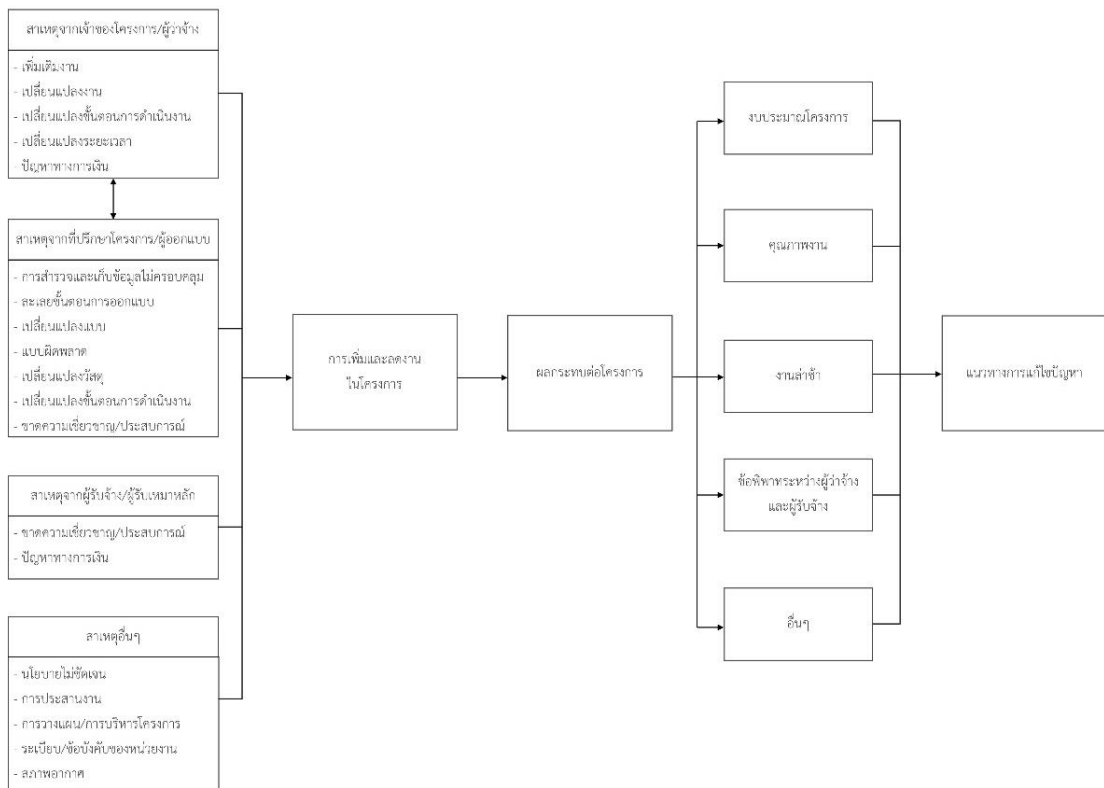 สาเหตุจากเจ้าของโครงการ/ผู้ว่าจ้าง
- เพิ่มเติมงาน
- เปลี่ยนแปลงงาน
- เปลี่ยนแปลงขั้นตอนการดำเนินงาน
- เปลี่ยนแปลงระยะเวลา
- ปัญหาทางการเงิน
สาเหตุจากที่ปรึกษาโครงการ/ผู้ออกแบบ
- การสำรวจและเก็บข้อมูลไม่ครอบคลุม
- ละเลยขั้นตอนการออกแบบ
- เปลี่ยนแปลงแบบ
- แบบผิดพลาด
- เปลี่ยนแปลงวัสดุ
- เปลี่ยนแปลงขั้นตอนการดำเนินงาน
- ขาดความเชี่ยวชาญ/ประสบการณ์
สาเหตุจากผู้รับจ้าง/ผู้รับเหมาหลัก
- ขาดความเชี่ยวชาญ/ประสบการณ์
- ปัญหาทางการเงิน
สาเหตุอื่นๆ
- นโยบายไม่ชัดเจน
- การประสานงาน
- การวางแผน/การบริหารโครงการ
- ระเบียบ/ข้อบังคับของหน่วยงาน
- สภาพอากาศ
การเพิ่มและลดงาน
ในโครงการ
ผลกระทบต่อโครงการ
งบประมาณโครงการ
คุณภาพงาน
งานล่าช้า
ข้อพิพาทระหว่างผู้ว่าจ้าง
และผู้รับจ้าง
อื่นๆ
แนวทางการแก้ไขปัญหา